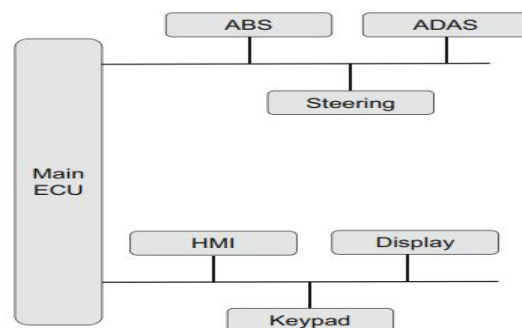 ABS
ADAS
Steering
Main
ECU
HMI
Display
Keypad